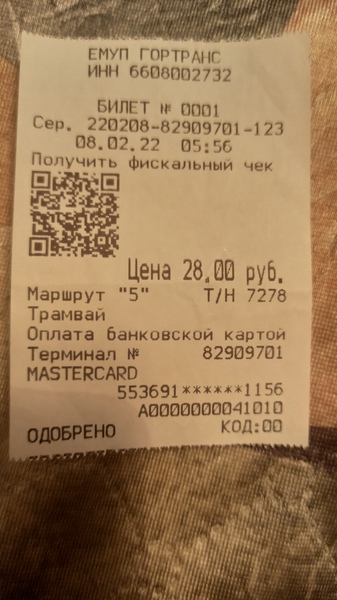 ЕМУП ГОРТРАНС
ИНН 6608002732
БИЛЕТ № 0001
Сер. 220208-82909701-123
08.02.22 05:56
Получить фискальный чек
Цена 28.00 руб.
Маршрут "5" Т/Н 7278
Трамвай
Оплата банковской картой
Терминал № 82909701
MASTERCARD
553691******1156
A0000000041010
ОДОБРЕНО КОД:00